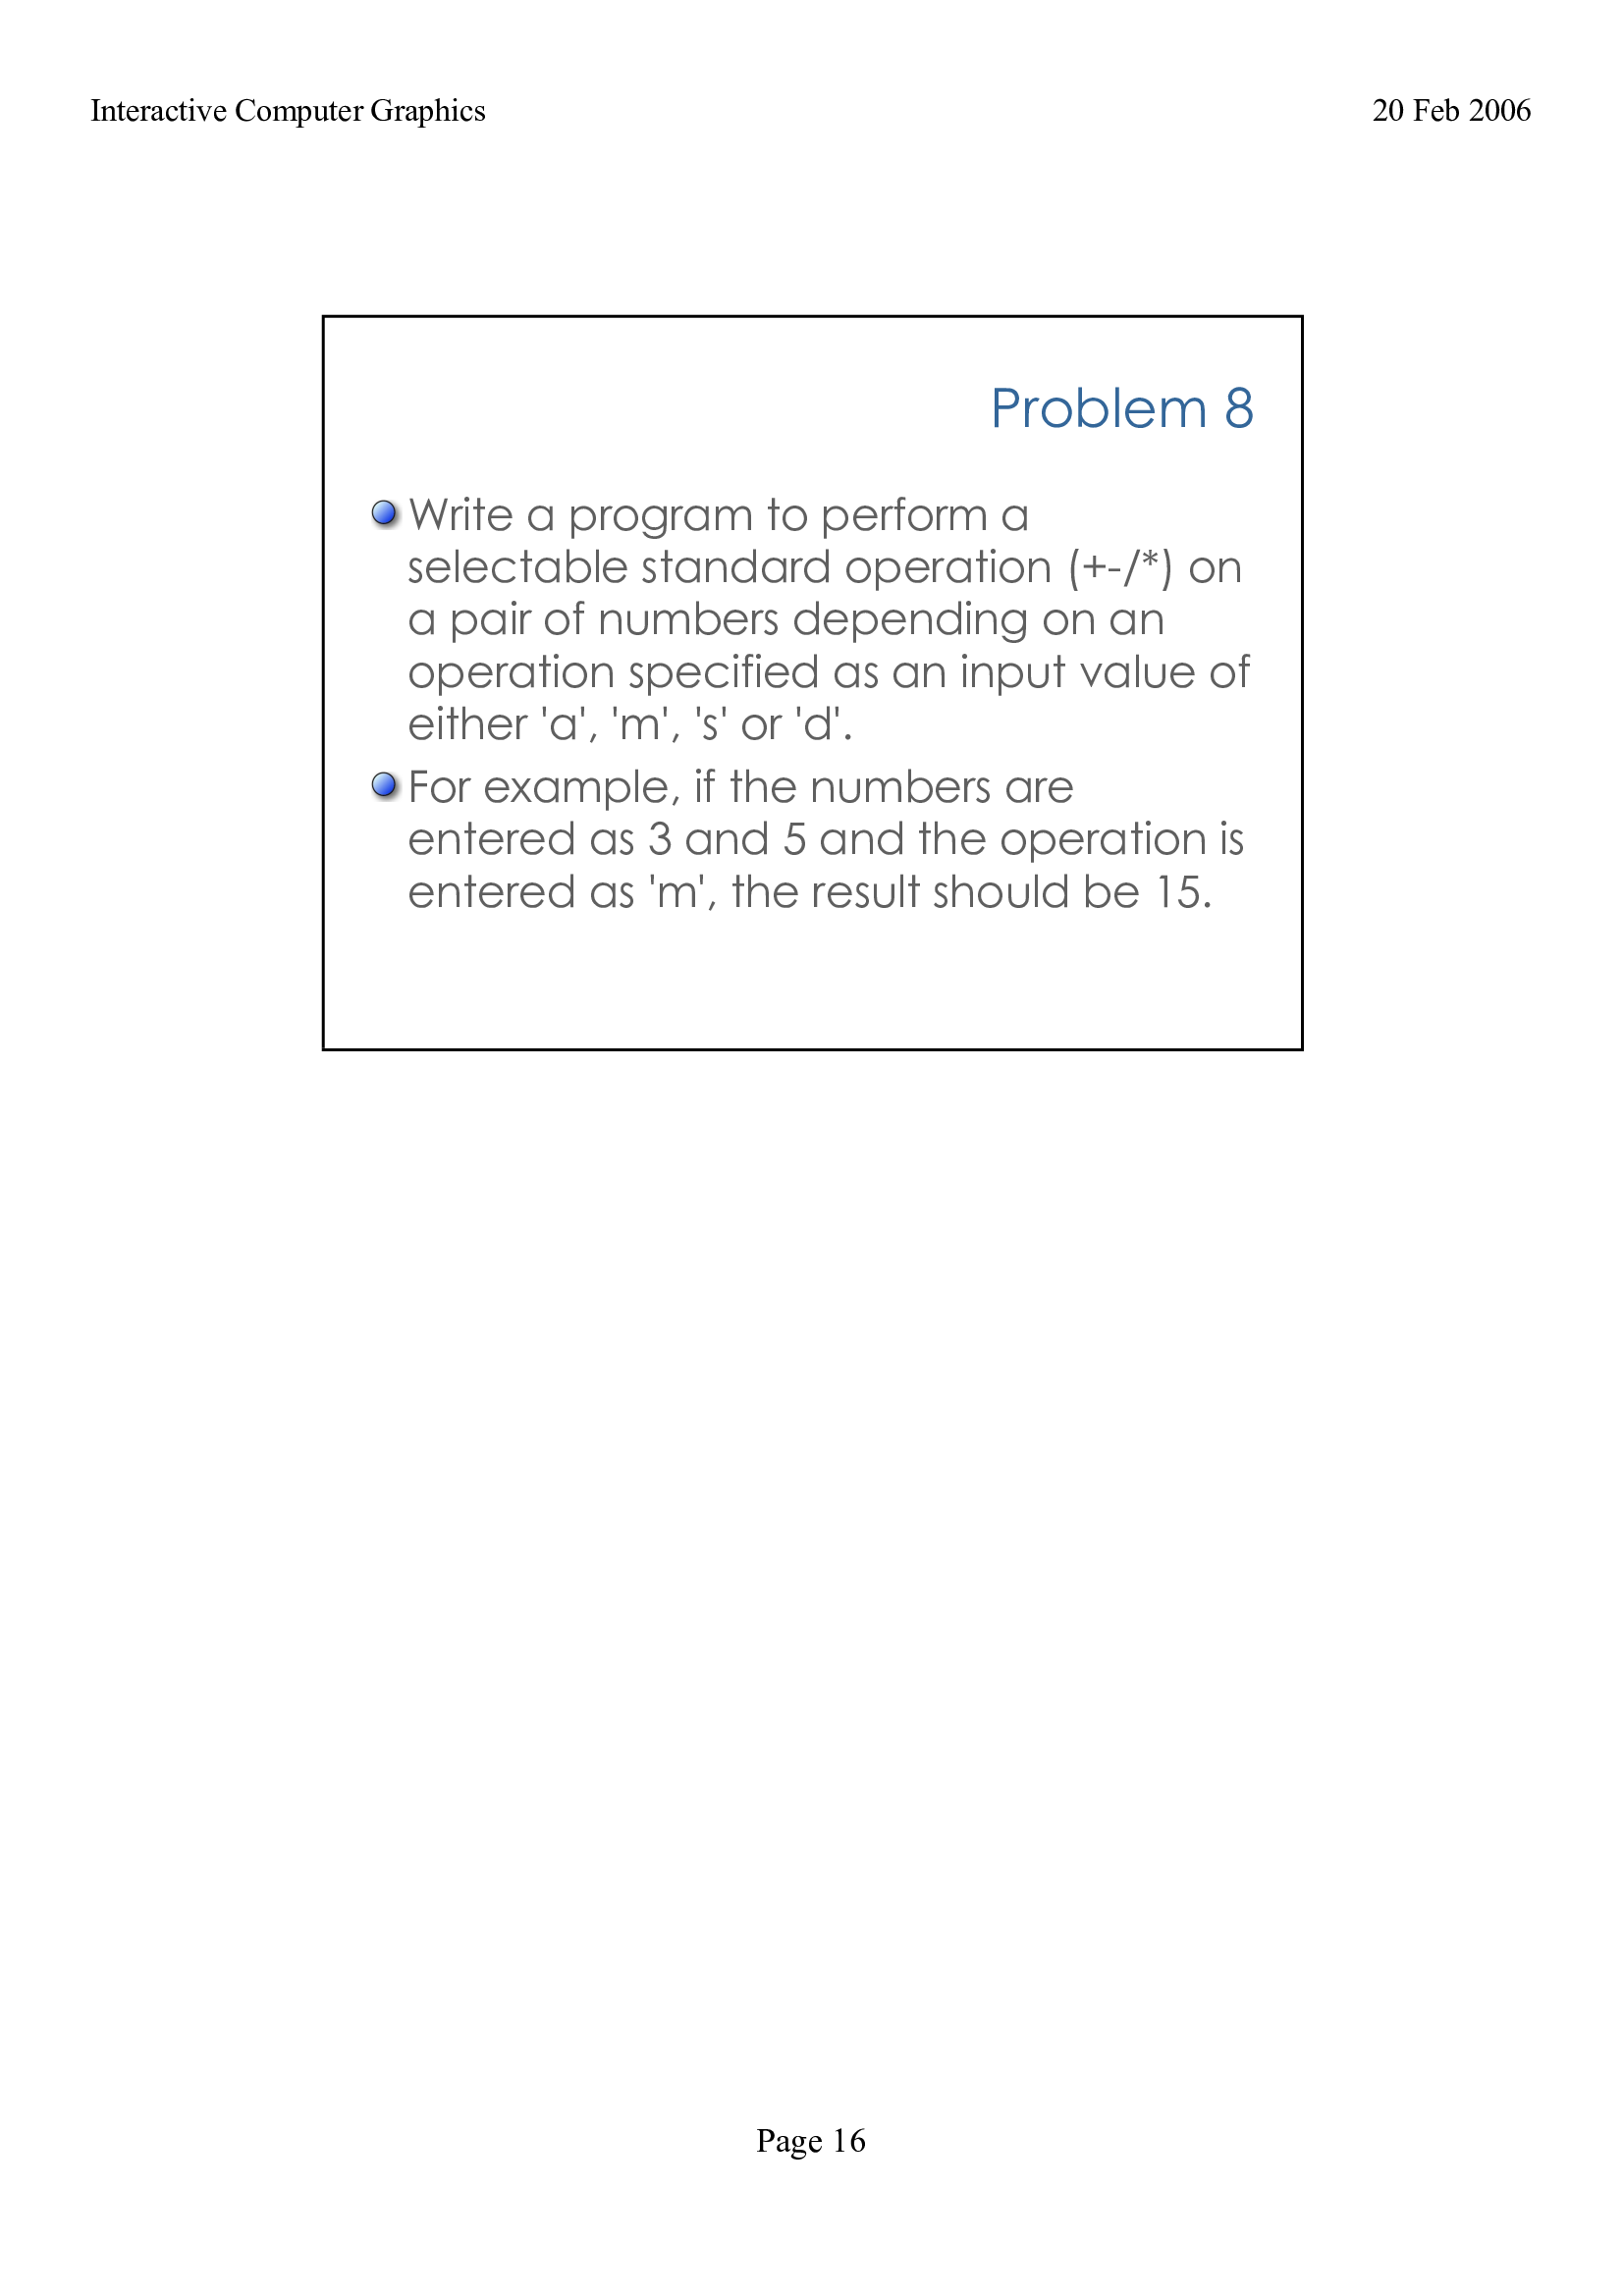 Interactive Computer Graphics 20 Feb 2006
Problem 8
Write a program to perform a
selectable standard operation (+-/*) on
a pair of numbers depending on an
operation specified as an input value of
either 'a', 'm', 's' or 'd'.
For example, if the numbers are
entered as 3 and 5 and the operation is
entered as 'm', the result should be 15.
Page 16